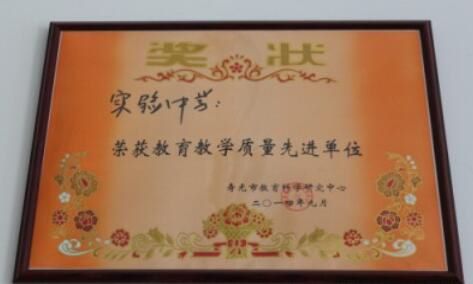 奖状
实验中学：
荣获教育教学质量先进单位
寿光市教育科学研究中心
二〇一四年九月